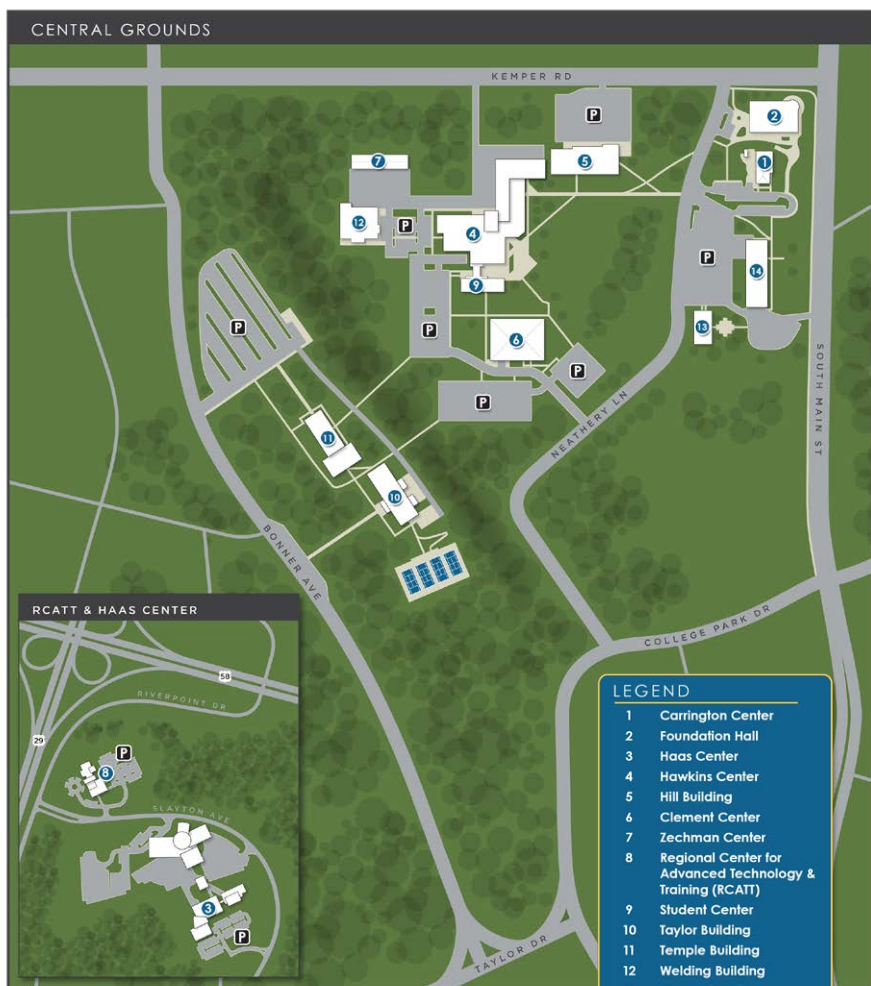 CENTRAL GROUNDS
KEMPER RD
P
2
7
5
1
12
P
4
9
P
14
P
P
13
6
P
P
SOUTH MAIN ST
NEATHERY LN
11
10
BONNER AVE
COLLEGE PARK DR
TAYLOR DR
RCATT & HAAS CENTER
58
RIVERPOINT DR
29
P
8
SLAYTON AVE
3
P
LEGEND
1 Carrington Center
2 Foundation Hall
3 Haas Center
4 Hawkins Center
5 Hill Building
6 Clement Center
7 Zechman Center
8 Regional Center for
Advanced Technology &
Training (RCATT)
9 Student Center
10 Taylor Building
11 Temple Building
12 Welding Building